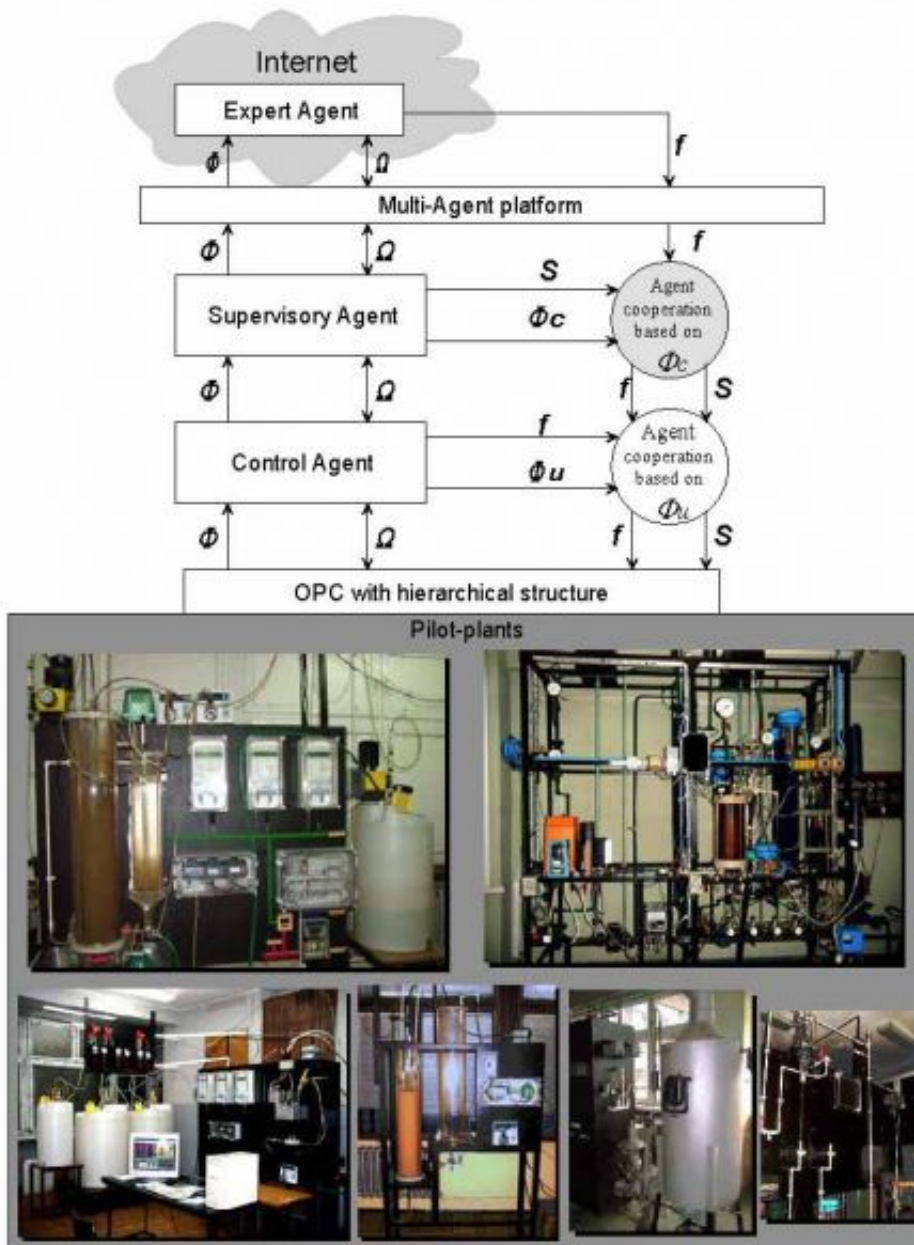 Internet
Expert Agent
f
Φ Ω
Multi-Agent platform
Φ Ω f
S
Supervisory Agent
Φc
Agent
cooperation
based on
Φc
Φ Ω f S
f
Control Agent
Φu
Agent
cooperation
based on
Φu
Φ Ω f S
OPC with hierarchical structure
Pilot-plants